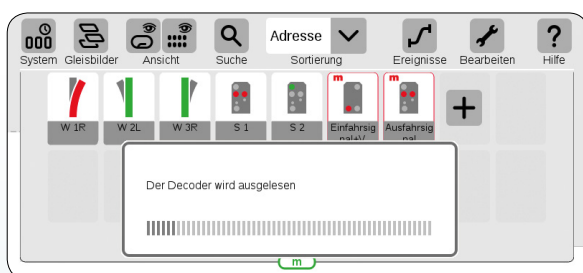 Adresse
System Gleisbilder Ansicht Suche Sortierung Ereignisse Bearbeiten Hilfe
?
m m
W 1R W 2L W 3R S 1 S 2 Einfahrsig Ausfahrsig
nal+V nal
+
Der Decoder wird ausgelesen
m